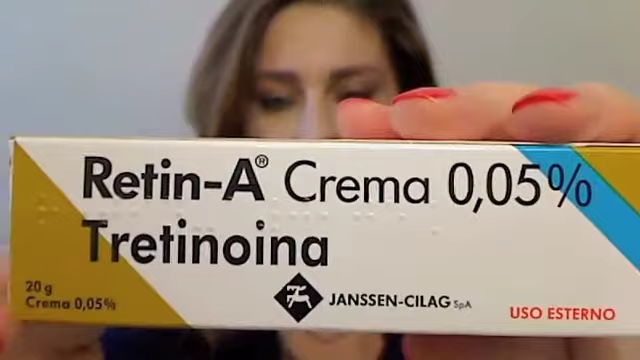 Retin-A® Crema 0,05%
Tretinoina
20 g
Crema 0,05%
JANSSEN-CILAG SpA
USO ESTERNO